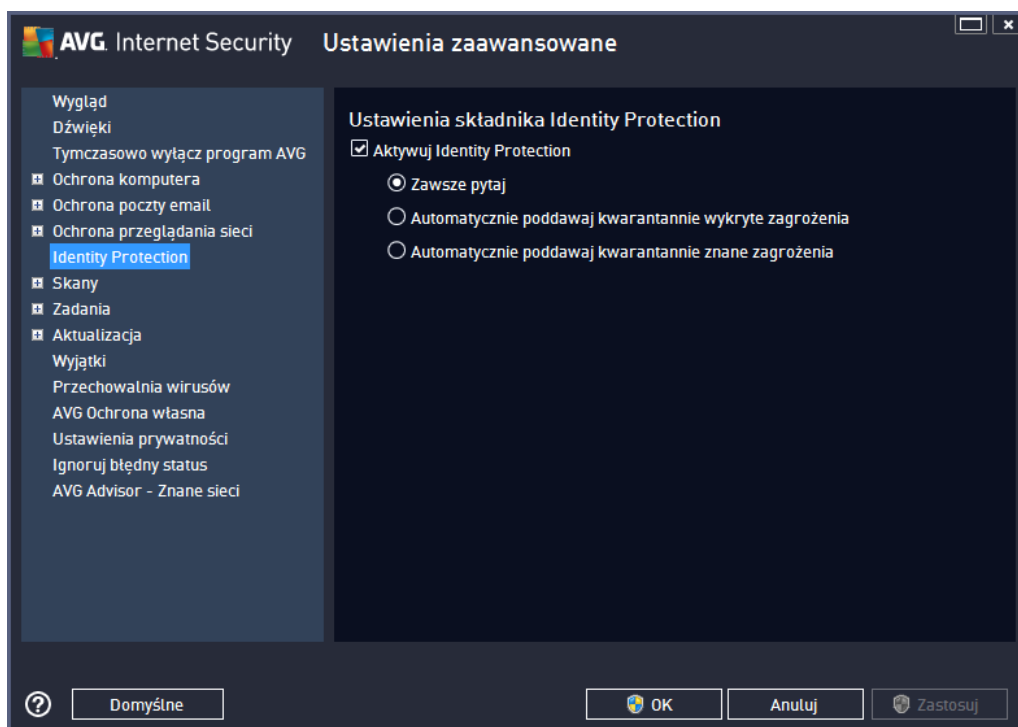 AVG. Internet Security Ustawienia zaawansowane
Wygląd
Dźwięki
Tymczasowo wyłącz program AVG
Ochrona komputera
Ochrona poczty email
Ochrona przeglądania sieci
Identity Protection
Skany
Zadania
Aktualizacja
Wyjątki
Przechowalnia wirusów
AVG Ochrona własna
Ustawienia prywatności
Ignoruj błędny status
AVG Advisor - Znane sieci
Ustawienia składnika Identity Protection
Aktywuj Identity Protection
Zawsze pytaj
Automatycznie poddawaj kwarantannie wykryte zagrożenia
Automatycznie poddawaj kwarantannie znane zagrożenia
? Domyślne OK Anuluj Zastosuj